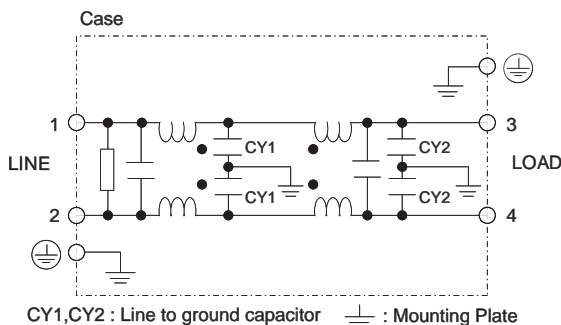 Case
1
3
CY1
CY2
LINE
LOAD
CY1
CY2
2
4
CY1,CY2 : Line to ground capacitor
: Mounting Plate